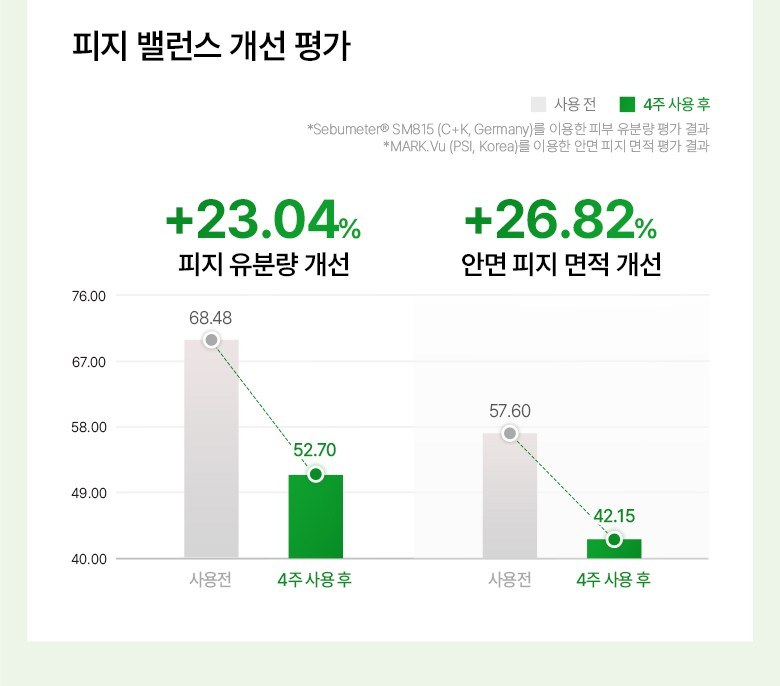 피지 밸런스 개선 평가
사용 전 4주 사용 후
*Sebumeter® SM815 (C+K, Germany)를 이용한 피부 유분량 평가 결과
*MARK.Vu (PSI, Korea)를 이용한 안면 피지 면적 평가 결과
+23.04% +26.82%
피지 유분량 개선 안면 피지 면적 개선
76.00
68.48
67.00
57.60
58.00
52.70
49.00
42.15
40.00
사용전 4주 사용 후 사용전 4주 사용 후